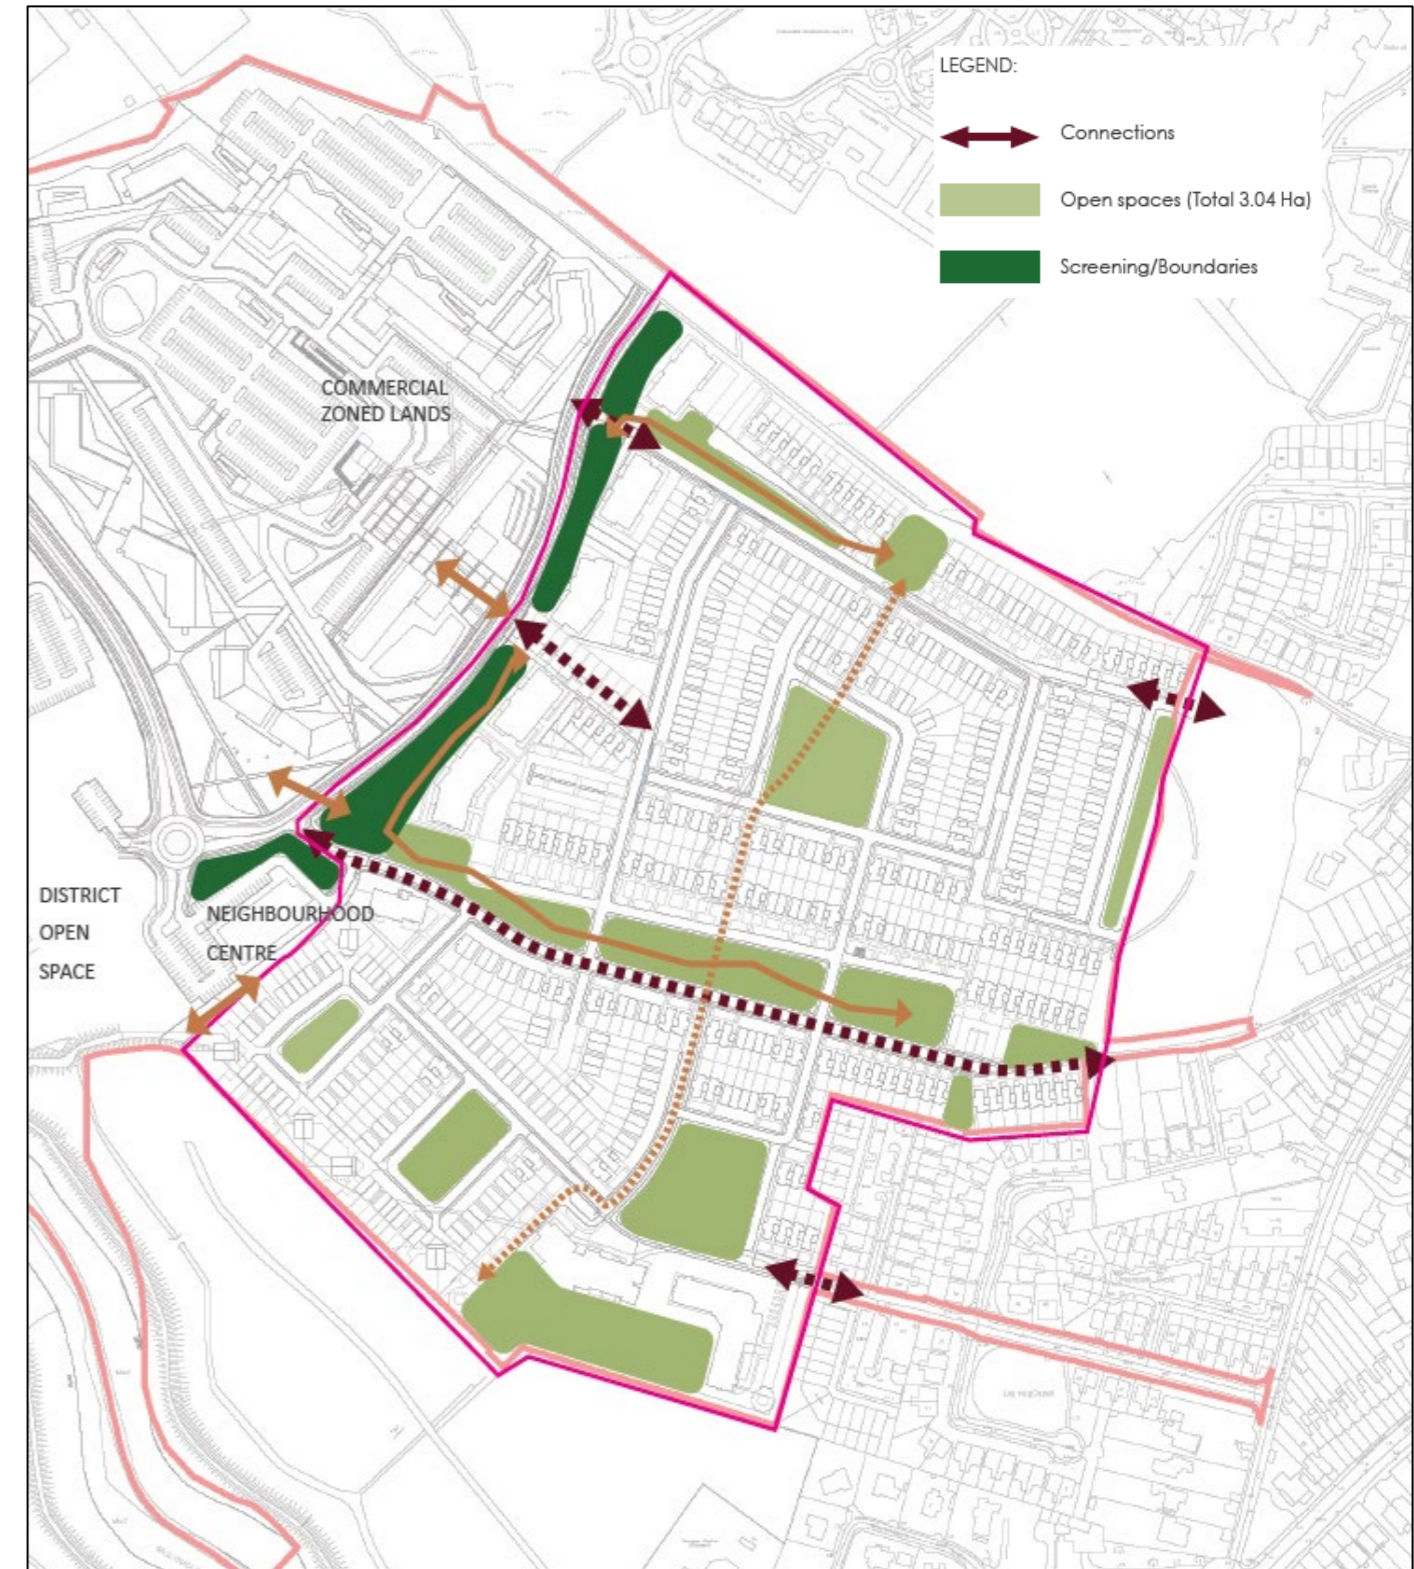 LEGEND:
Connections
Open spaces (Total 3.04 Ha)
Screening/Boundaries
COMMERCIAL
ZONED LANDS
DISTRICT
OPEN
SPACE
NEIGHBOURHOOD
CENTRE